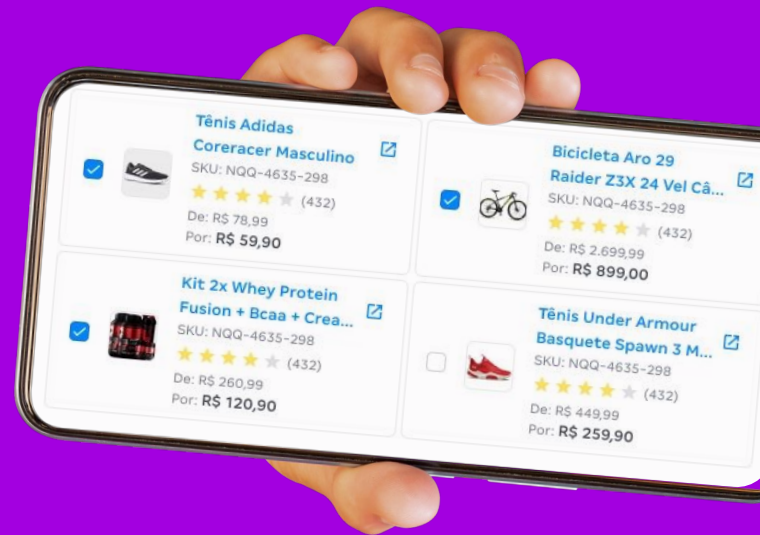 Tênis Adidas
Coreracer Masculino
SKU: NQQ-4635-298
(432)
De: R$ 78,99
Por: R$ 59,90
Bicicleta Aro 29
Raider Z3X 24 Vel Câ...
SKU: NQQ-4635-298
(432)
De: R$ 2.699,99
Por: R$ 899,00
Kit 2x Whey Protein
Fusion + Bcaa + Crea...
SKU: NQQ-4635-298
(432)
De: R$ 260,99
Por: R$ 120,90
Tênis Under Armour
Basquete Spawn 3 M...
SKU: NQQ-4635-298
(432)
De: R$ 449,99
Por: R$ 259,90